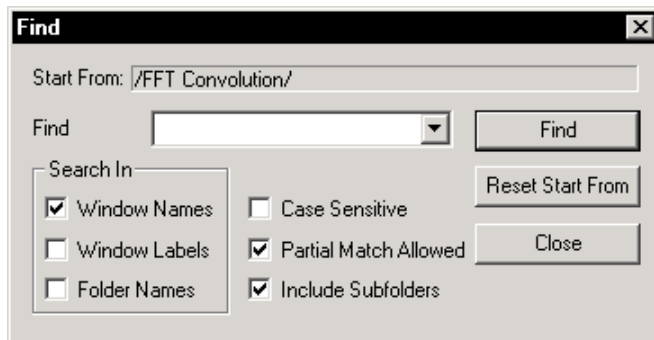 Find
Start From: /FFT Convolution/
Find
Find
Search In
Window Names
Window Labels
Folder Names
Case Sensitive
Partial Match Allowed
Include Subfolders
Reset Start From
Close